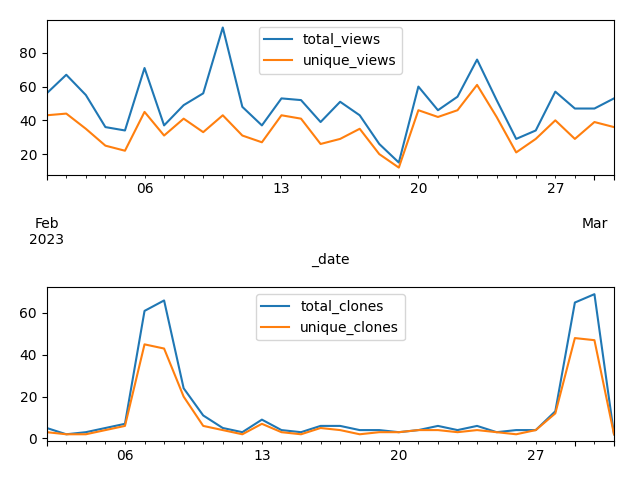 80
60
40
20
total_views
unique_views
06
13
20
27
Feb
2023
Mar
_date
60
40
20
0
total_clones
unique_clones
06
13
20
27